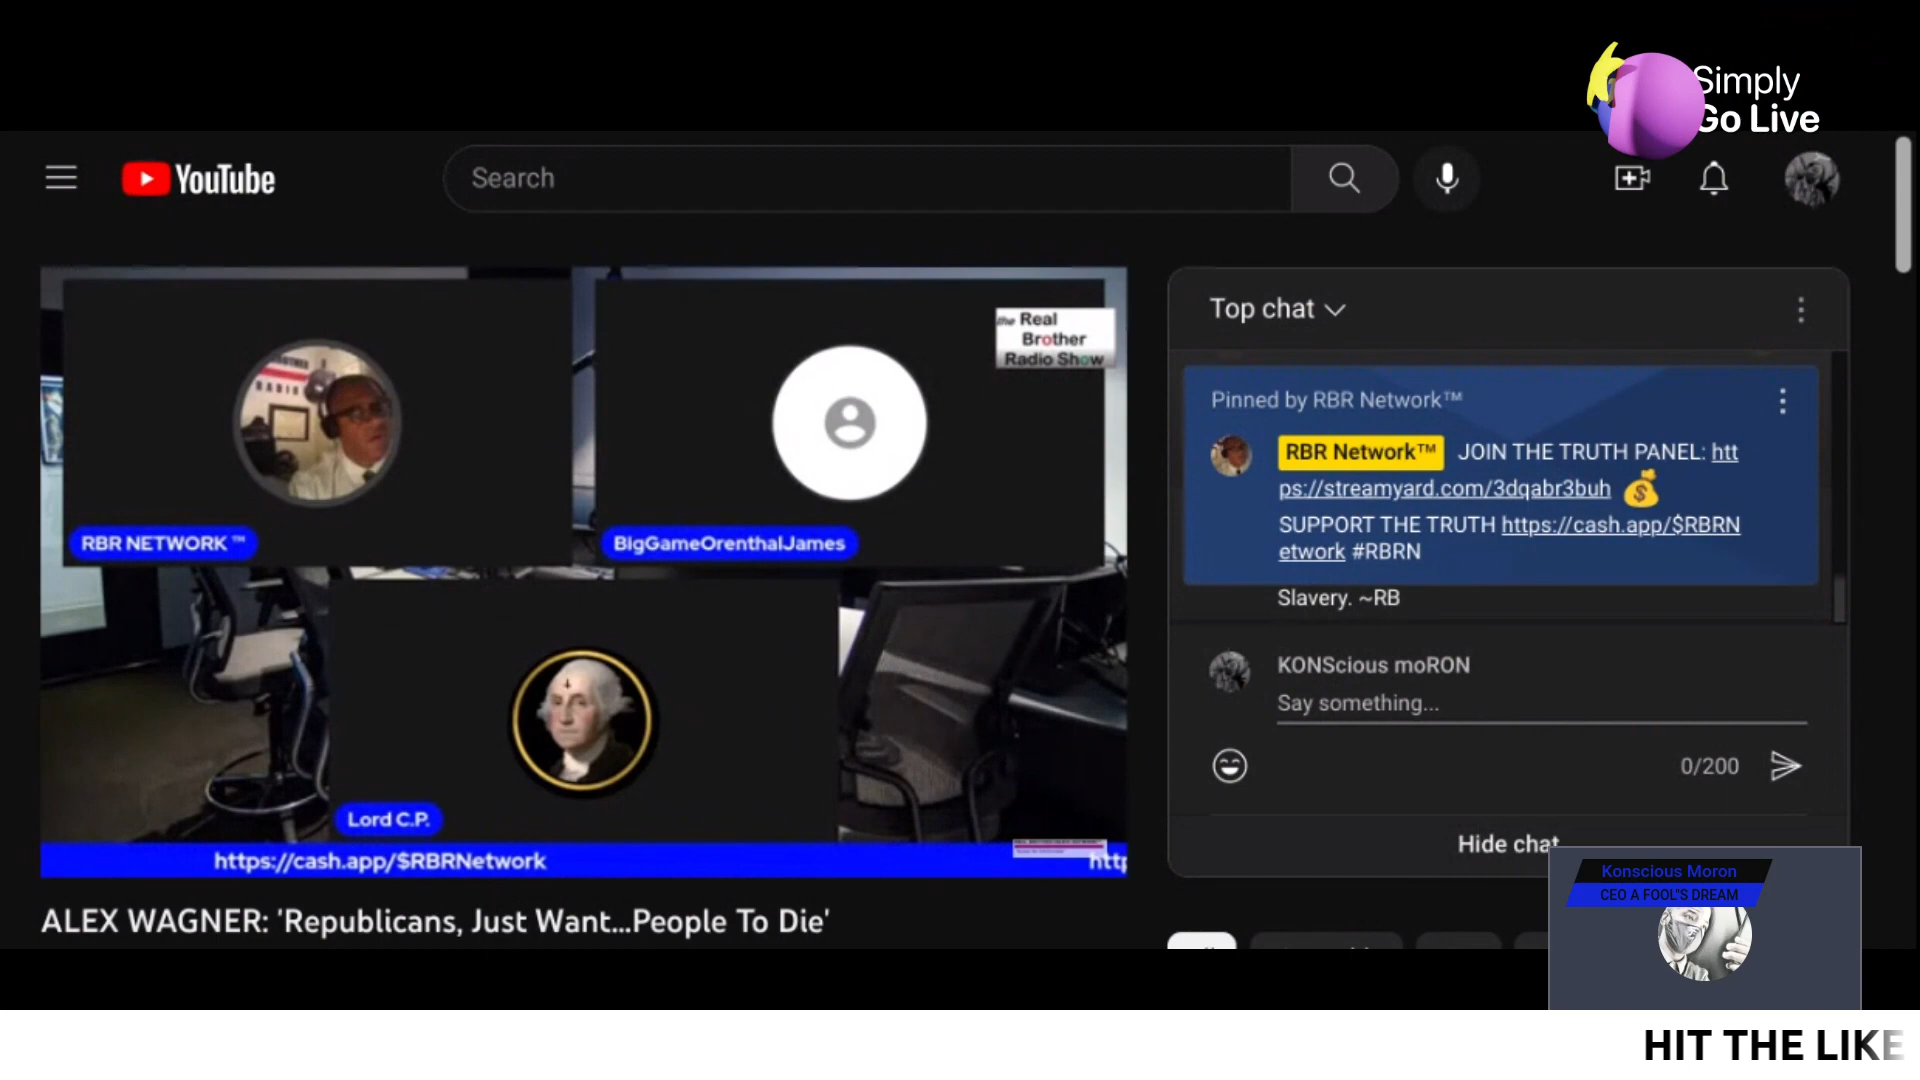 Simply
Go Live
YouTube
Search
the Real
Brother
Radio Show
RBR NETWORK ™
BigGameOrenthalJames
Lord C.P.
https://cash.app/$RBRNetwork
ALEX WAGNER: 'Republicans, Just Want...People To Die'
Top chat
Pinned by RBR Network™
RBR Network™ JOIN THE TRUTH PANEL: htt
ps://streamyard.com/3dqabr3buh 💰
SUPPORT THE TRUTH https://cash.app/$RBRN
etwork #RBRN
Slavery. ~RB
KONScious moRON
Say something...
0/200
Hide chat
Konscious Moron
CEO A FOOL"S DREAM
HIT THE LIKE